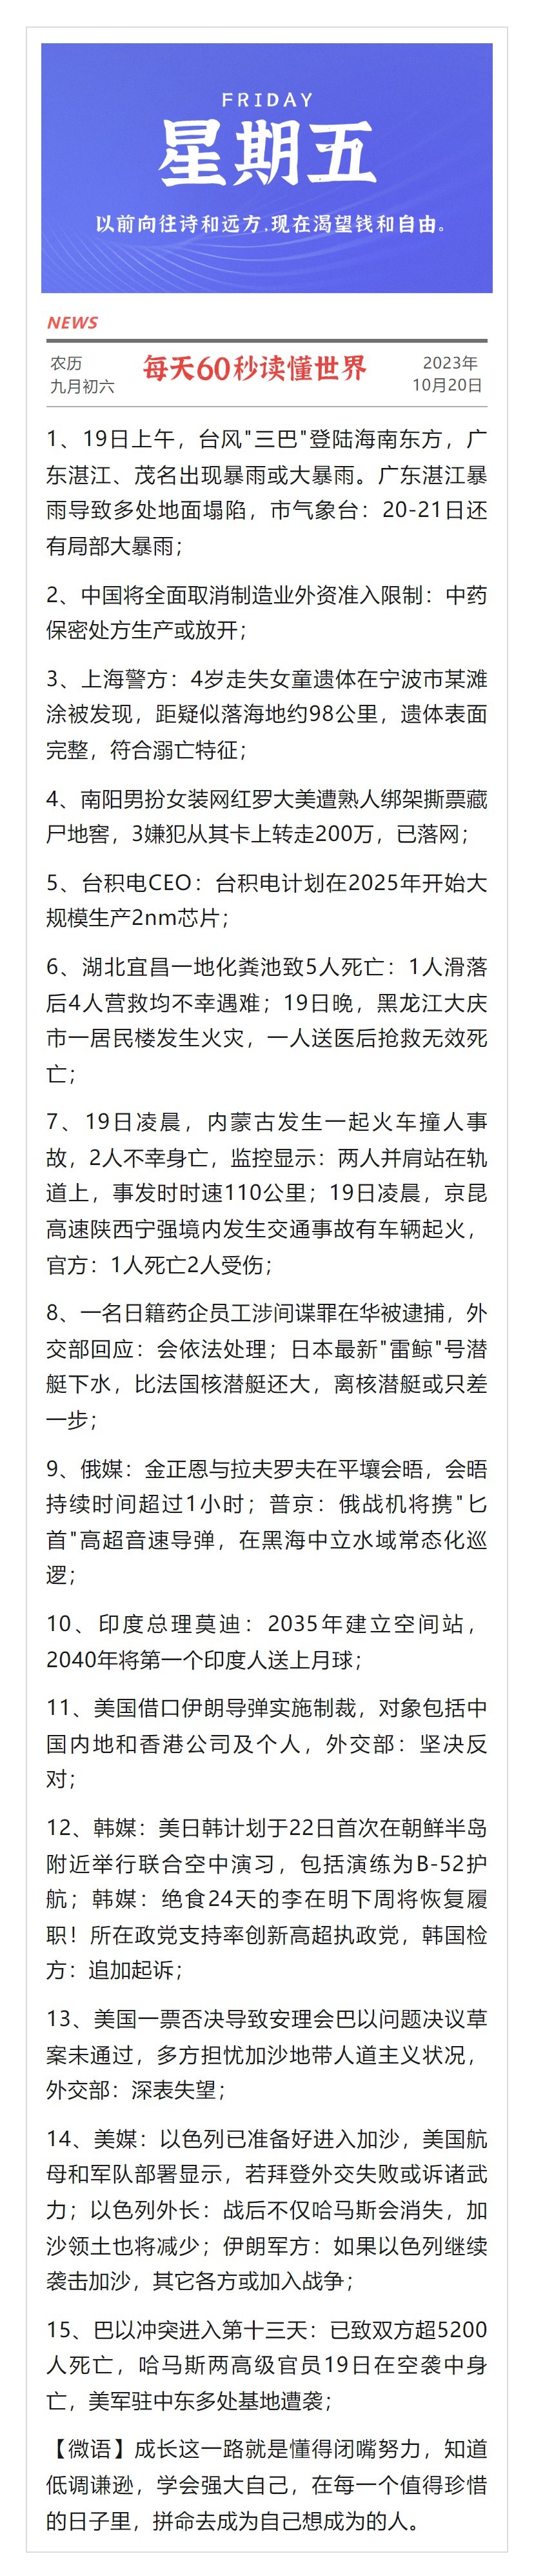 FRIDAY
星期五
以前向往诗和远方,现在渴望钱和自由。
NEWS
农历
九月初六
每天60秒读懂世界
2023年
10月20日
1、19日上午，台风"三巴"登陆海南东方，广
东湛江、茂名出现暴雨或大暴雨。广东湛江暴
雨导致多处地面塌陷，市气象台：20-21日还
有局部大暴雨；
2、中国将全面取消制造业外资准入限制：中药
保密处方生产或放开；
3、上海警方：4岁走失女童遗体在宁波市某滩
涂被发现，距疑似落海地约98公里，遗体表面
完整，符合溺亡特征；
4、南阳男扮女装网红罗大美遭熟人绑架撕票藏
尸地窖，3嫌犯从其卡上转走200万，已落网；
5、台积电CEO：台积电计划在2025年开始大
规模生产2nm芯片；
6、湖北宜昌一地化粪池致5人死亡：1人滑落
后4人营救均不幸遇难；19日晚，黑龙江大庆
市一居民楼发生火灾，一人送医后抢救无效死
亡；
7、19日凌晨，内蒙古发生一起火车撞人事
故，2人不幸身亡，监控显示：两人并肩站在轨
道上，事发时时速110公里；19日凌晨，京昆
高速陕西宁强境内发生交通事故有车辆起火，
官方：1人死亡2人受伤；
8、一名日籍药企员工涉间谍罪在华被逮捕，外
交部回应：会依法处理；日本最新"雷鲸"号潜
艇下水，比法国核潜艇还大，离核潜艇或只差
一步；
9、俄媒：金正恩与拉夫罗夫在平壤会晤，会晤
持续时间超过1小时；普京：俄战机将携"匕
首"高超音速导弹，在黑海中立水域常态化巡
逻；
10、印度总理莫迪：2035年建立空间站，
2040年将第一个印度人送上月球；
11、美国借口伊朗导弹实施制裁，对象包括中
国内地和香港公司及个人，外交部：坚决反
对；
12、韩媒：美日韩计划于22日首次在朝鲜半岛
附近举行联合空中演习，包括演练为B-52护
航；韩媒：绝食24天的李在明下周将恢复履
职！所在政党支持率创新高超执政党，韩国检
方：追加起诉；
13、美国一票否决导致安理会巴以问题决议草
案未通过，多方担忧加沙地带人道主义状况，
外交部：深表失望；
14、美媒：以色列已准备好进入加沙，美国航
母和军队部署显示，若拜登外交失败或诉诸武
力；以色列外长：战后不仅哈马斯会消失，加
沙领土也将减少；伊朗军方：如果以色列继续
袭击加沙，其它各方或加入战争；
15、巴以冲突进入第十三天：已致双方超5200
人死亡，哈马斯两高级官员19日在空袭中身
亡，美军驻中东多处基地遭袭；
【微语】成长这一路就是懂得闭嘴努力，知道
低调谦逊，学会强大自己，在每一个值得珍惜
的日子里，拼命去成为自己想成为的人。